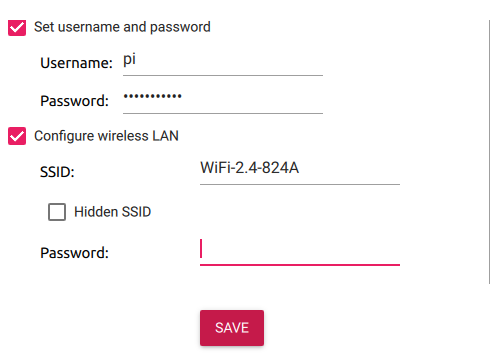 Set username and password
Username: pi
Password: •••••••••••
Configure wireless LAN
SSID: WiFi-2.4-824A
Hidden SSID
Password:
SAVE